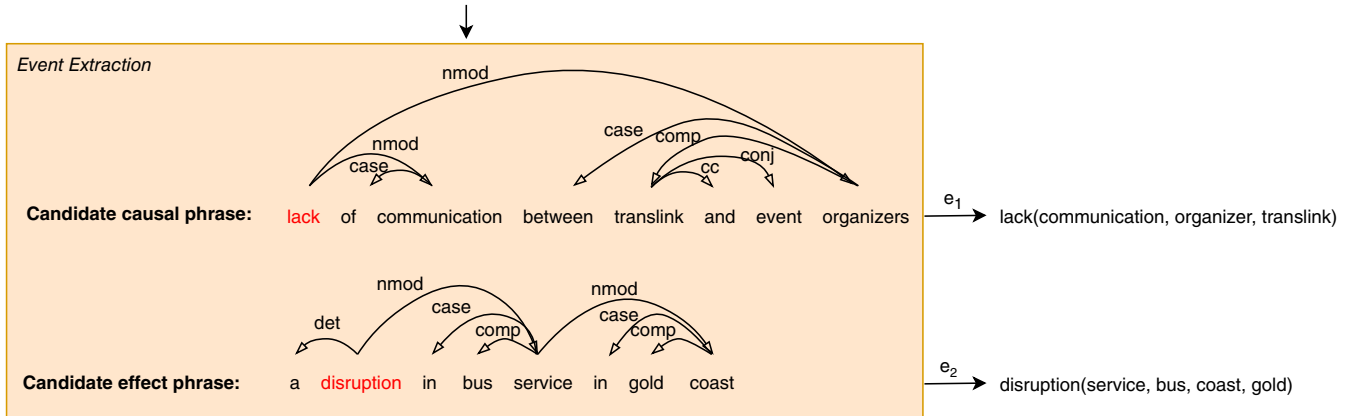 Event Extraction
nmod
nmod
case
case
comp
cc
conj
Candidate causal phrase: lack of communication between translink and event organizers
e1
lack(communication, organizer, translink)
nmod
nmod
det
case
comp
case
comp
Candidate effect phrase: a disruption in bus service in gold coast
e2
disruption(service, bus, coast, gold)